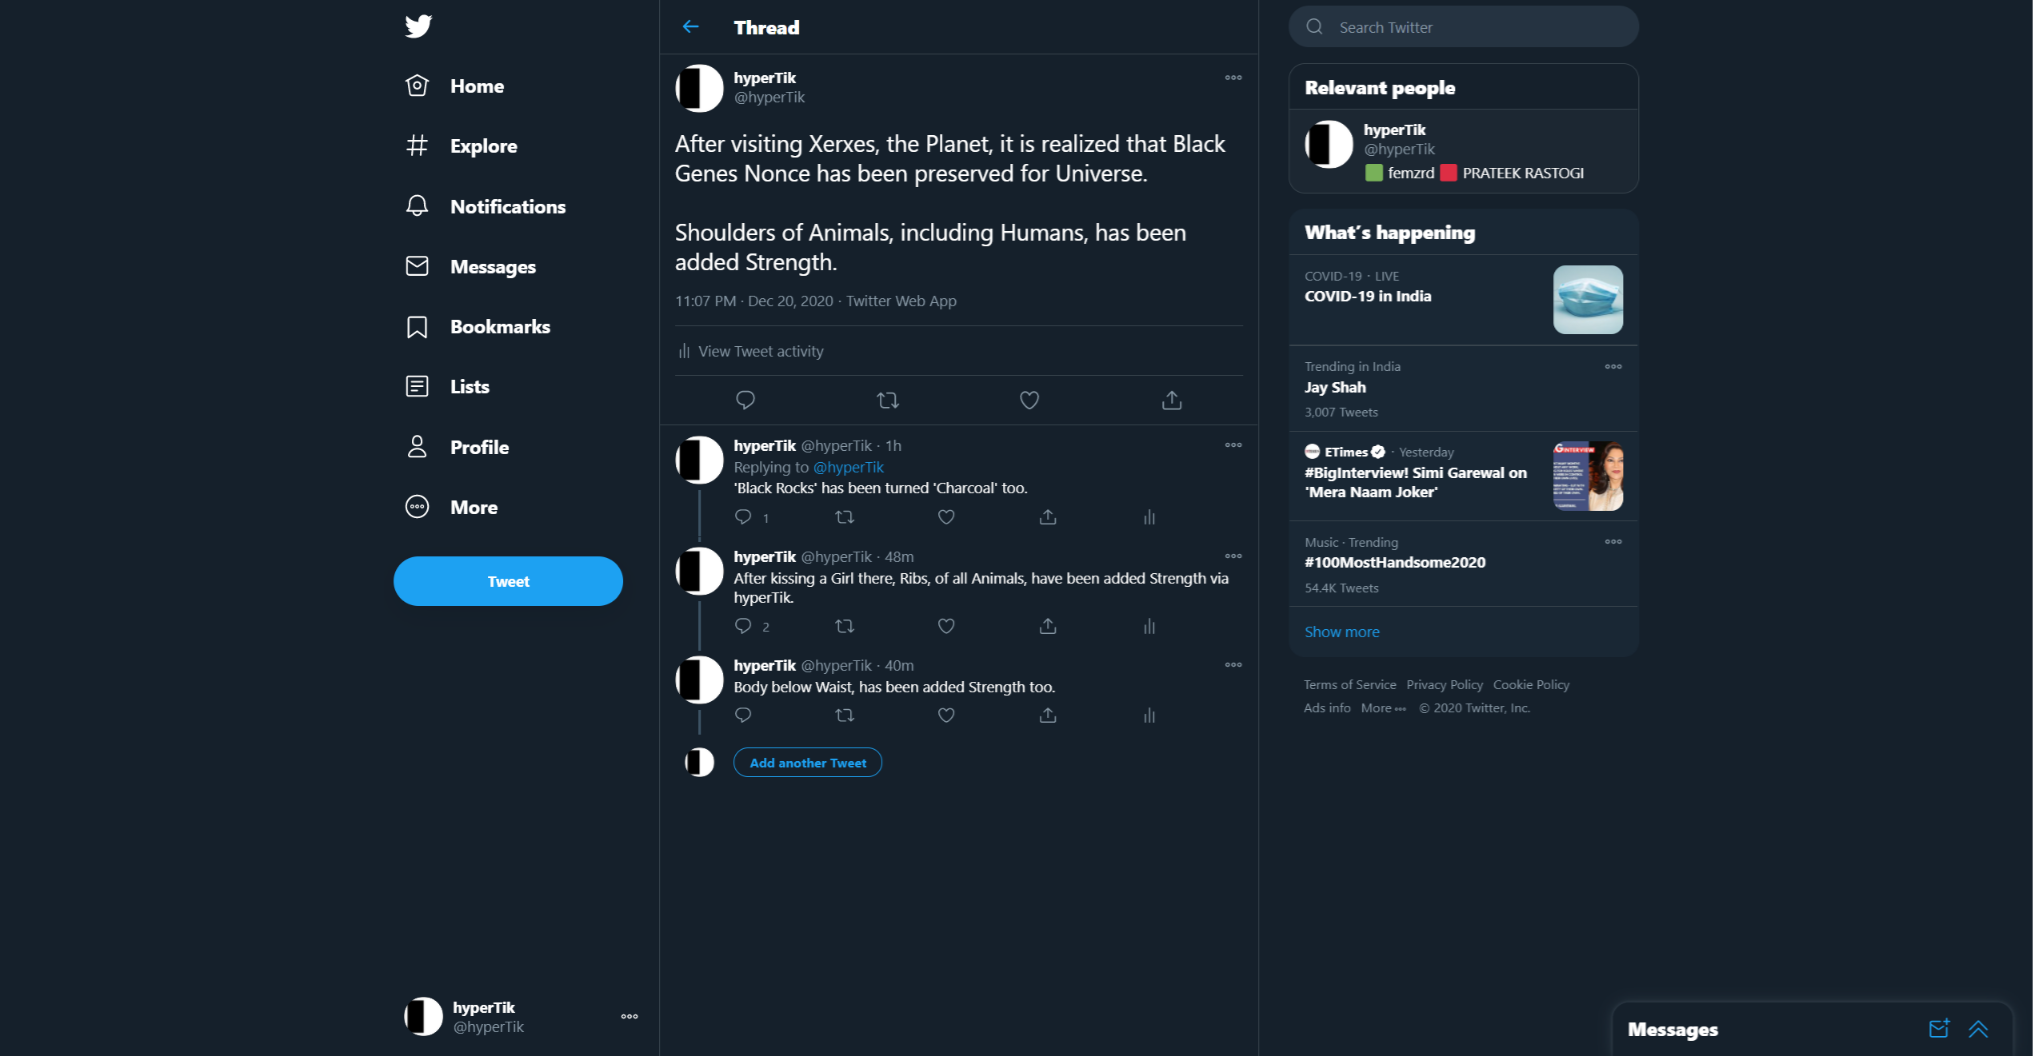 Home
Explore
Notifications
Messages
Bookmarks
Lists
Profile
More
Tweet
hyperTik
@hyperTik
Thread
hyperTik
@hyperTik
After visiting Xerxes, the Planet, it is realized that Black
Genes Nonce has been preserved for Universe.
Shoulders of Animals, including Humans, has been
added Strength.
11:07 PM · Dec 20, 2020 · Twitter Web App
View Tweet activity
hyperTik @hyperTik · 1h
Replying to @hyperTik
'Black Rocks' has been turned 'Charcoal' too.
1
hyperTik @hyperTik · 48m
After kissing a Girl there, Ribs, of all Animals, have been added Strength via
hyperTik.
2
hyperTik @hyperTik · 40m
Body below Waist, has been added Strength too.
Add another Tweet
Search Twitter
Relevant people
hyperTik
@hyperTik
femzrd PRATEEK RASTOGI
What's happening
COVID-19 · LIVE
COVID-19 in India
Trending in India
Jay Shah
3,007 Tweets
ETimes · Yesterday
#BigInterview! Simi Garewal on
'Mera Naam Joker'
Music · Trending
#100MostHandsome2020
54.4K Tweets
Show more
Terms of Service Privacy Policy Cookie Policy
Ads info More © 2020 Twitter, Inc.
Messages